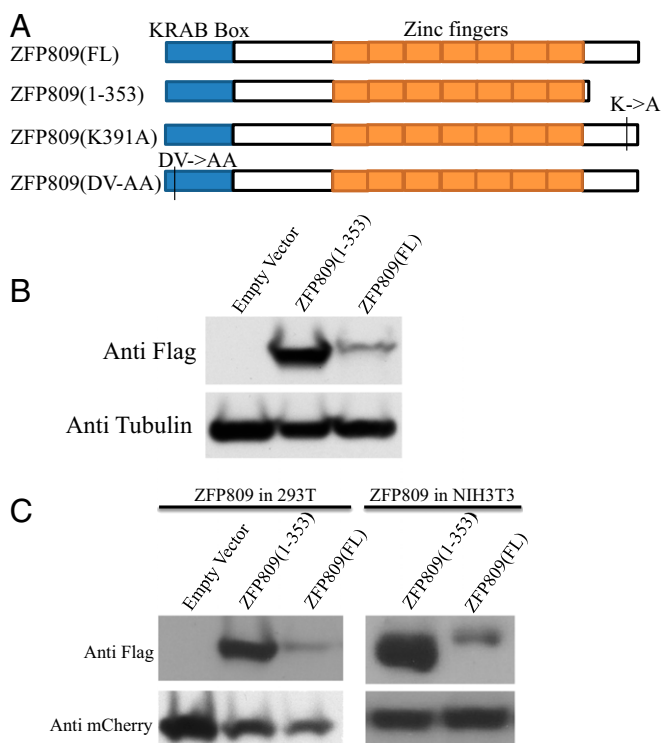 A
KRAB Box Zinc fingers
ZFP809(FL)
ZFP809(1-353)
K->A
ZFP809(K391A)
DV->AA
ZFP809(DV-AA)
B
Empty Vector
ZFP809(1-353)
ZFP809(FL)
Anti Flag
Anti Tubulin
C
ZFP809 in 293T ZFP809 in NIH3T3
Empty Vector
ZFP809(1-353)
ZFP809(FL)
ZFP809(1-353)
ZFP809(FL)
Anti Flag
Anti mCherry